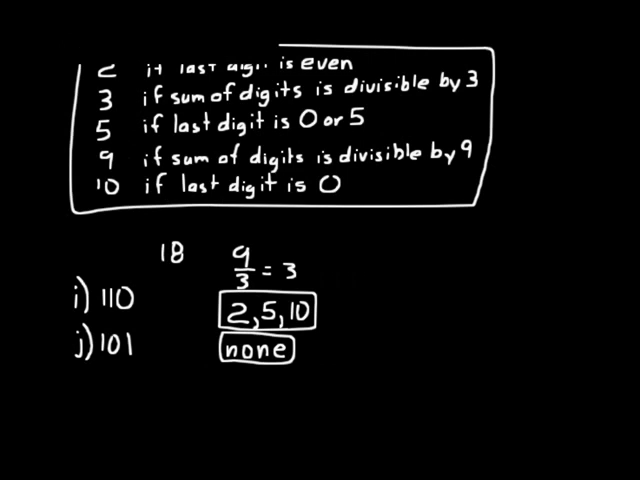 2 if last digit is even
3 if sum of digits is divisible by 3
5 if last digit is 0 or 5
9 if sum of digits is divisible by 9
10 if last digit is 0
18 9/3 = 3
i) 110 2,5,10
j) 101 none